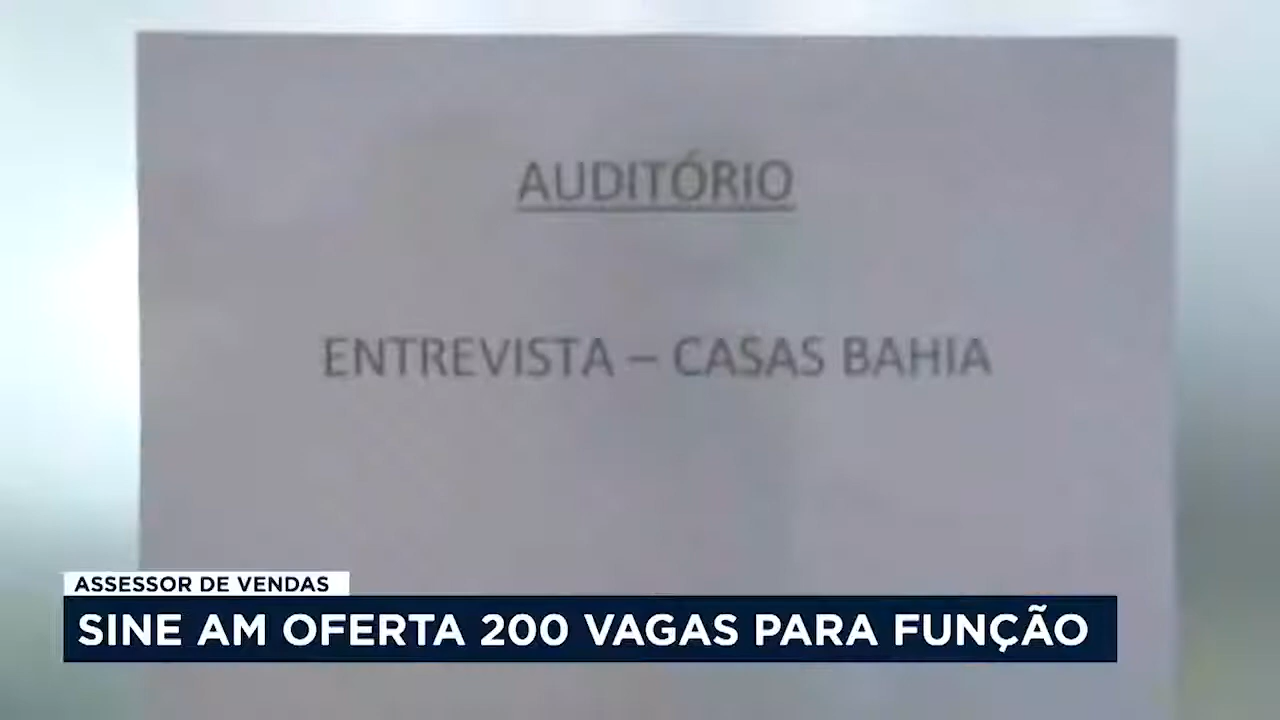 AUDITÓRIO
ENTREVISTA – CASAS BAHIA
ASSESSOR DE VENDAS
SINE AM OFERTA 200 VAGAS PARA FUNÇÃO